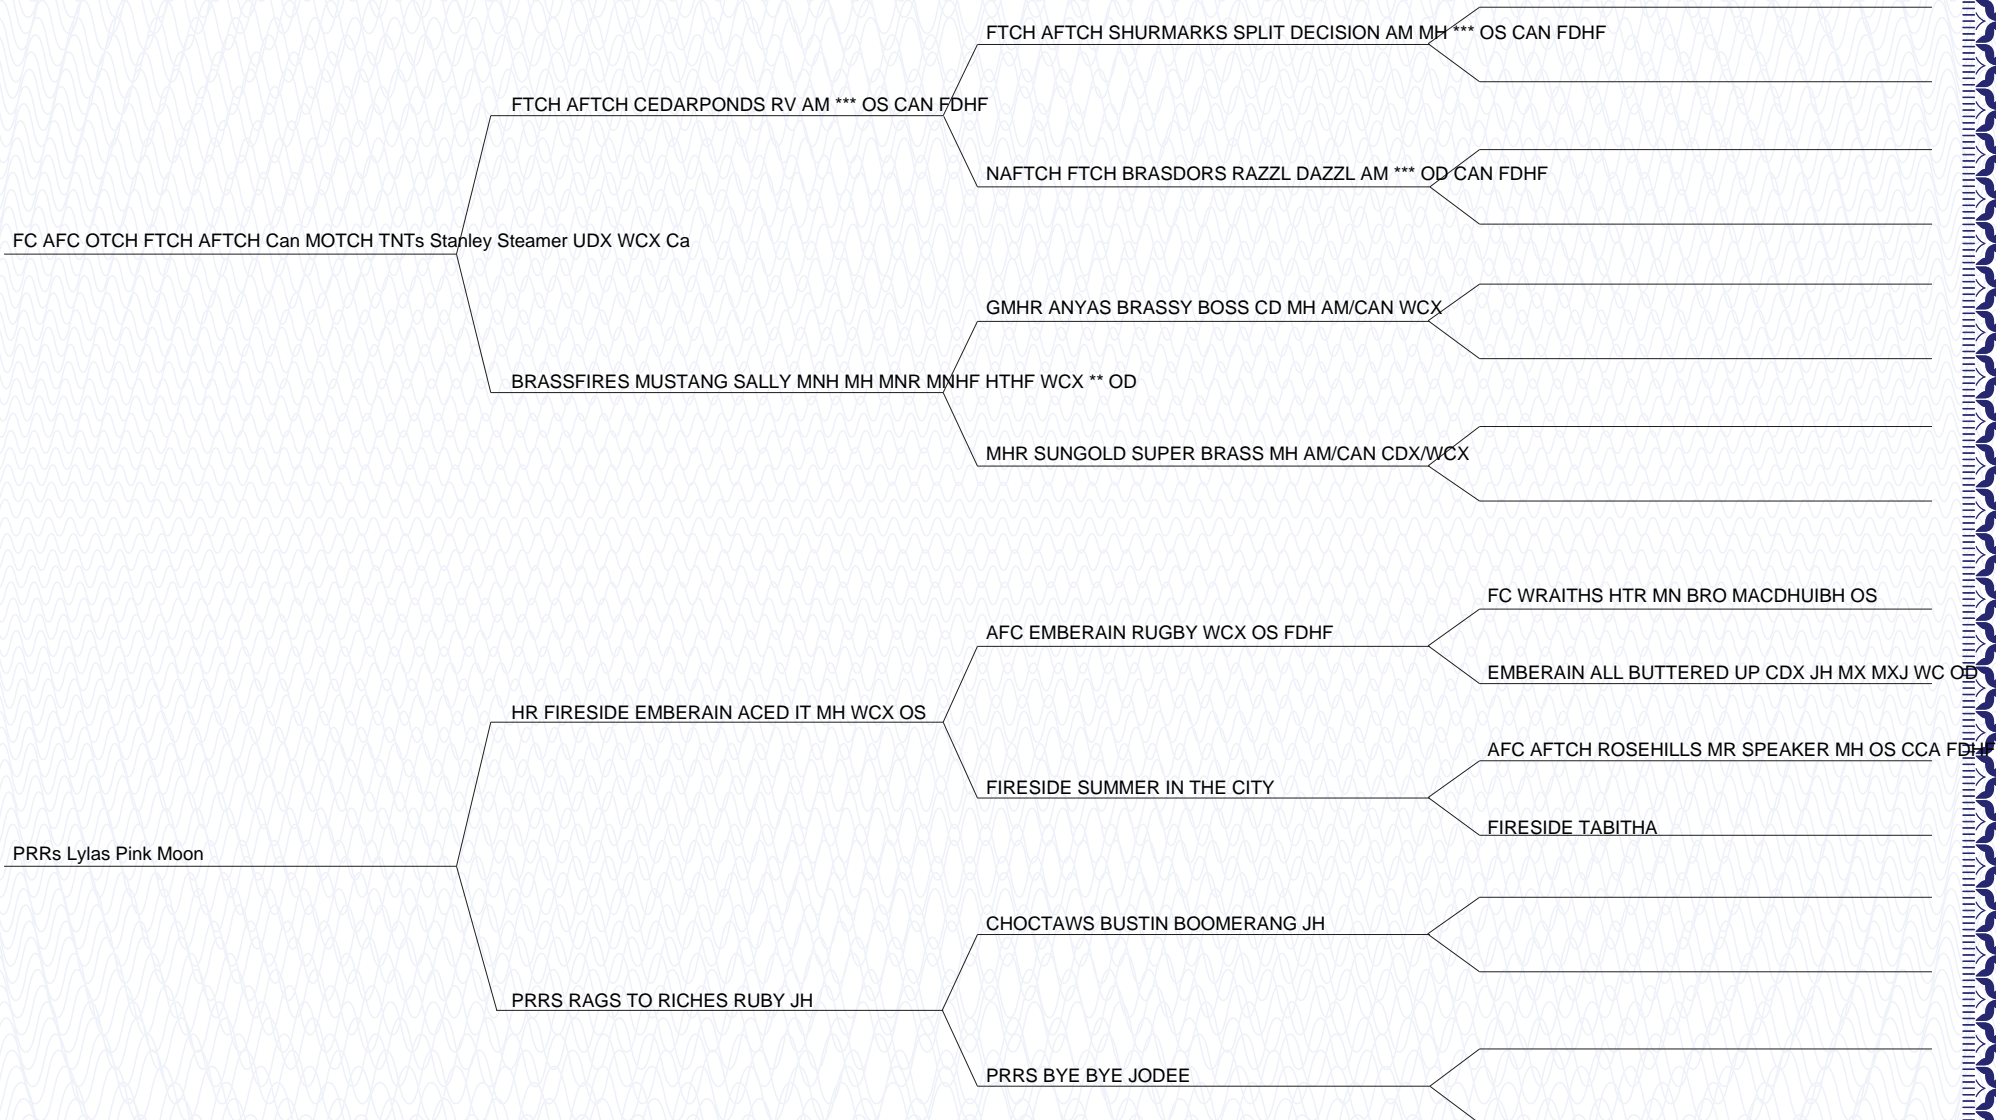 FTCH AFTCH SHURMARKS SPLIT DECISION AM MH *** OS CAN FDHF
FTCH AFTCH CEDARPONDS RV AM *** OS CAN FDHF
NAFTCH FTCH BRASDORS RAZZL DAZZL AM *** OD CAN FDHF
FC AFC OTCH FTCH AFTCH Can MOTCH TNTs Stanley Steamer UDX WCX Ca
GMHR ANYAS BRASSY BOSS CD MH AM/CAN WCX
BRASSFIRES MUSTANG SALLY MNH MH MNR MNHF HTHF WCX ** OD
MHR SUNGOLD SUPER BRASS MH AM/CAN CDX/WCX
FC WRAITHS HTR MN BRO MACDHUIBH OS
AFC EMBERAIN RUGBY WCX OS FDHF
EMBERAIN ALL BUTTERED UP CDX JH MX MXJ WC OD
HR FIRESIDE EMBERAIN ACED IT MH WCX OS
AFC AFTCH ROSEHILLS MR SPEAKER MH OS CCA FDHF
FIRESIDE SUMMER IN THE CITY
FIRESIDE TABITHA
PRRs Lylas Pink Moon
CHOCTAWS BUSTIN BOOMERANG JH
PRRS RAGS TO RICHES RUBY JH
PRRS BYE BYE JODEE